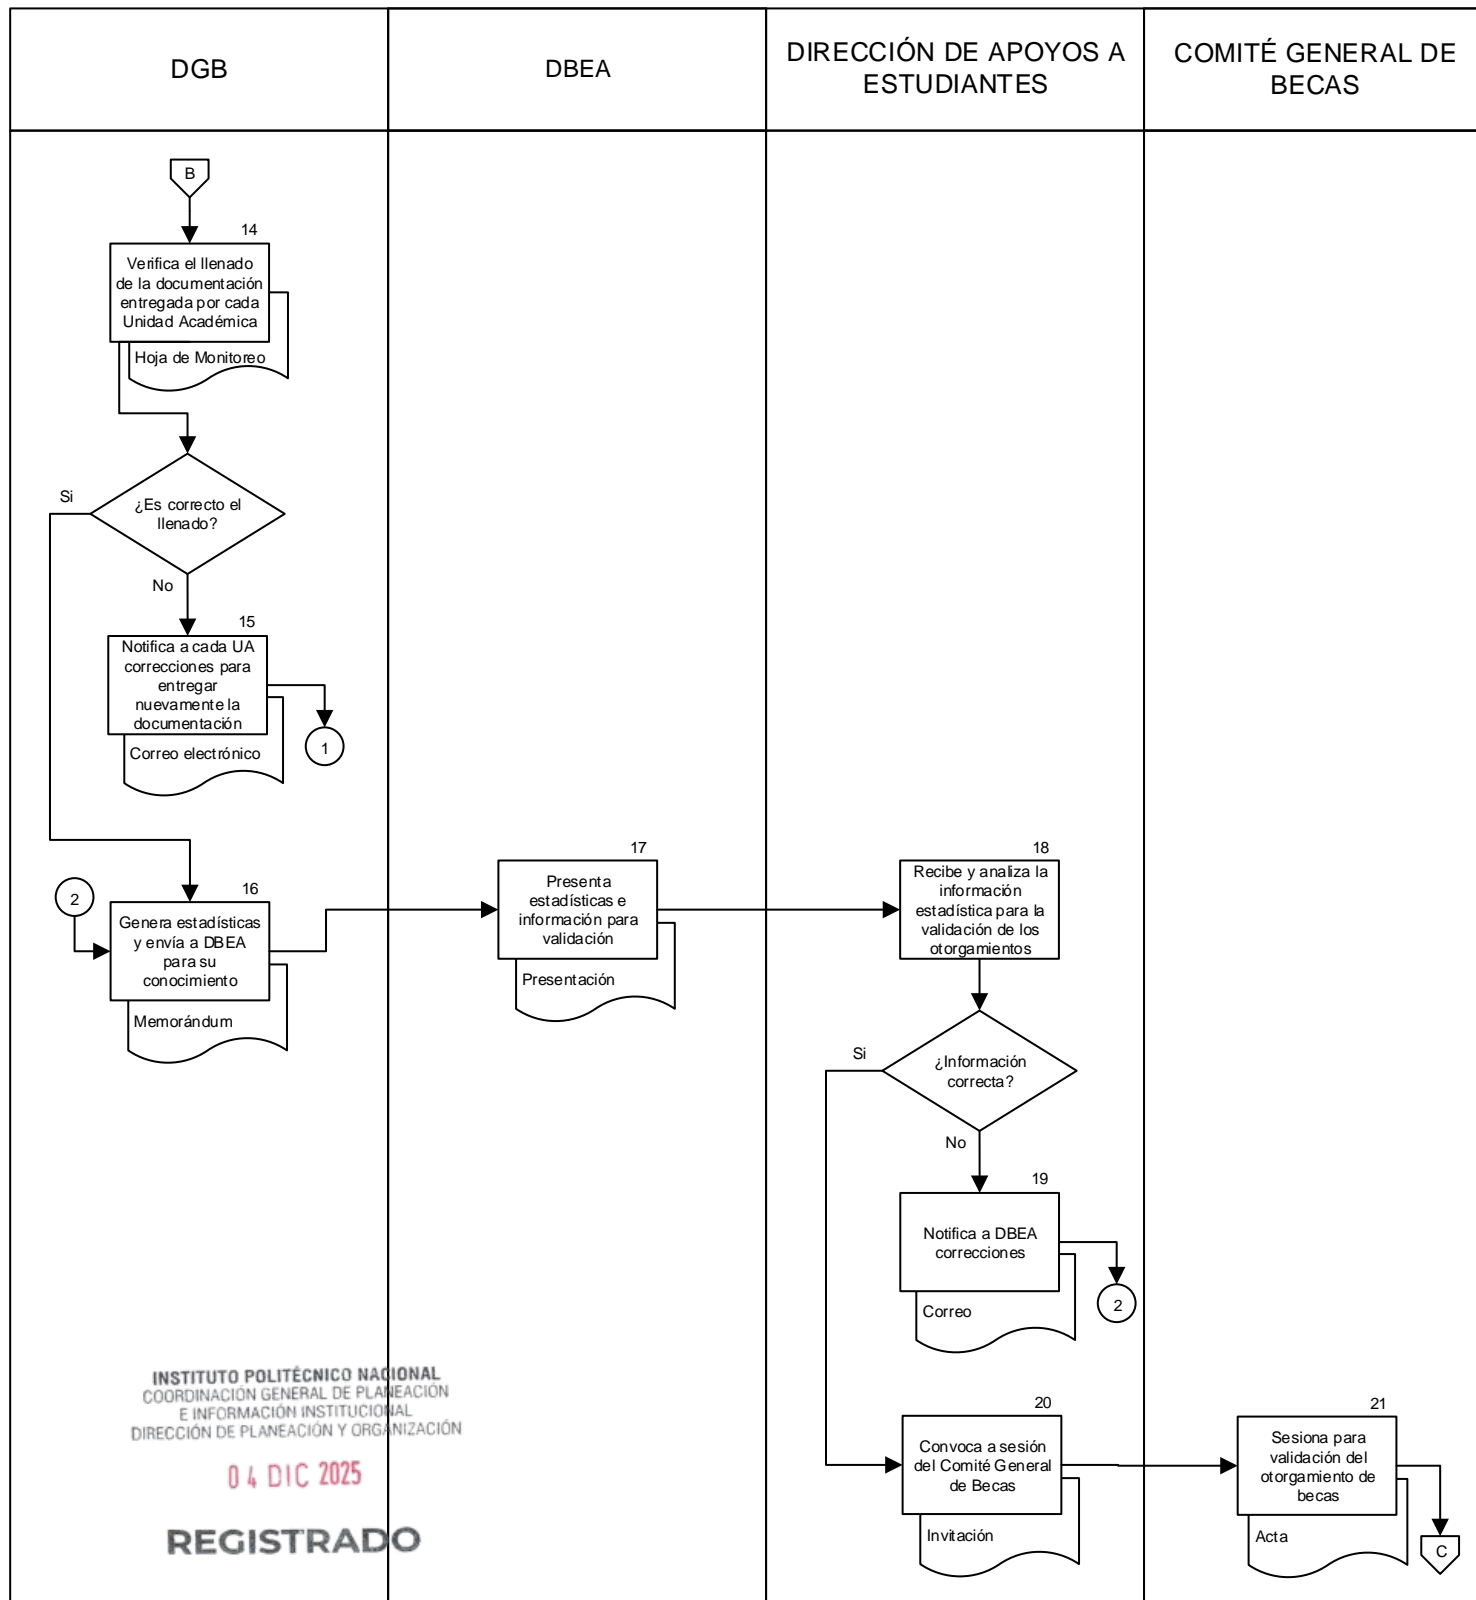 DGB
DBEA
DIRECCIÓN DE APOYOS A
ESTUDIANTES
COMITÉ GENERAL DE
BECAS
B
14
Verifica el llenado
de la documentación
entregada por cada
Unidad Académica
Hoja de Monitoreo
¿Es correcto el
llenado?
Si
No
15
Notifica a cada UA
correcciones para
entregar
nuevamente la
documentación
Correo electrónico
1
2
16
Genera estadísticas
y envía a DBEA
para su
conocimiento
Memorándum
17
Presenta
estadísticas e
información para
validación
Presentación
18
Recibe y analiza la
información
estadística para la
validación de los
otorgamientos
¿Información
correcta?
Si
No
19
Notifica a DBEA
correcciones
Correo
2
20
Convoca a sesión
del Comité General
de Becas
Invitación
21
Sesiona para
validación del
otorgamiento de
becas
Acta
C
INSTITUTO POLITÉCNICO NACIONAL
COORDINACIÓN GENERAL DE PLANEACIÓN
E INFORMACIÓN INSTITUCIONAL
DIRECCIÓN DE PLANEACIÓN Y ORGANIZACIÓN
04 DIC 2025
REGISTRADO